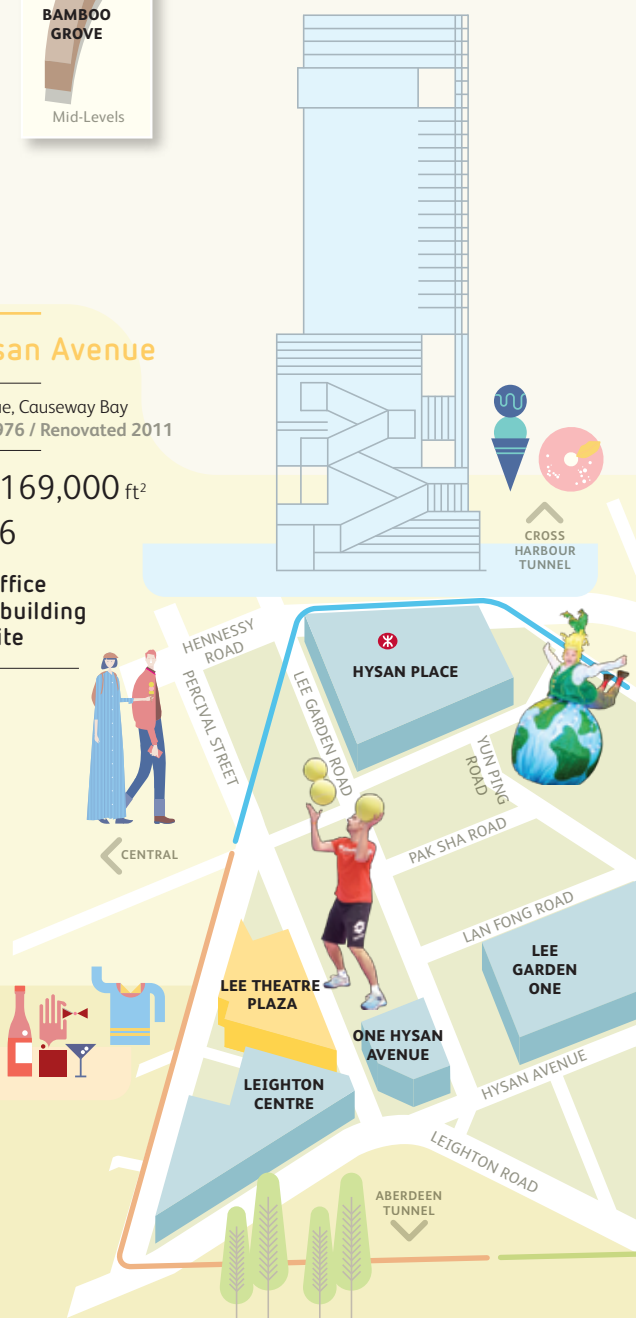 BAMBOO
GROVE
Mid-Levels
san Avenue
e, Causeway Bay
976 / Renovated 2011
169,000 ft²
6
ffice
building
ite
CROSS
HARBOUR
TUNNEL
HENNESSY
ROAD
PERCIVAL STREET
LEE GARDEN ROAD
HYSAN PLACE
YUN PING
ROAD
CENTRAL
PAK SHA ROAD
LAN FONG ROAD
LEE
GARDEN
ONE
LEE THEATRE
PLAZA
ONE HYSAN
AVENUE
LEIGHTON
CENTRE
HYSAN AVENUE
LEIGHTON ROAD
ABERDEEN
TUNNEL